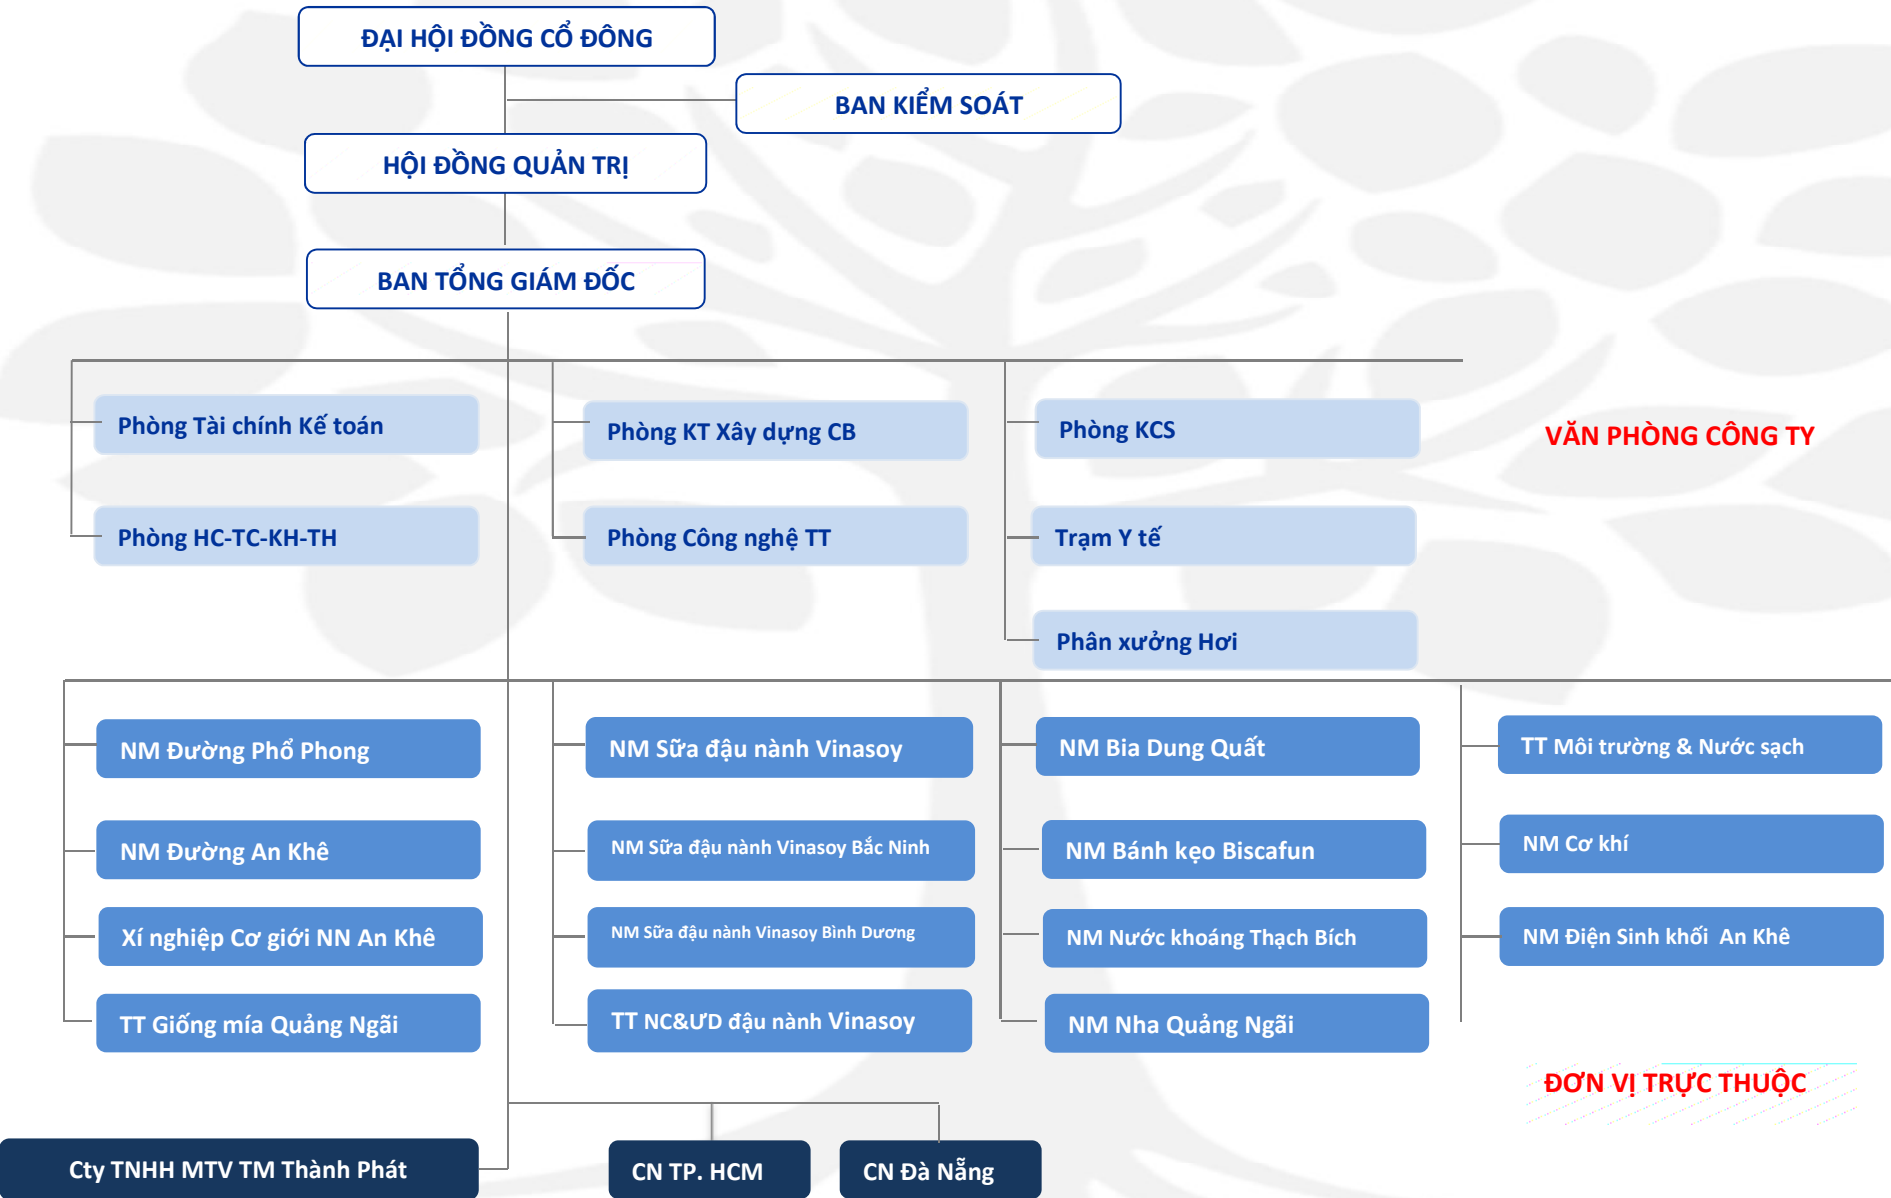 ĐẠI HỘI ĐỒNG CỔ ĐÔNG
BAN KIỂM SOÁT
HỘI ĐỒNG QUẢN TRỊ
BAN TỔNG GIÁM ĐỐC
Phòng Tài chính Kế toán
Phòng KT Xây dựng CB
Phòng KCS
VĂN PHÒNG CÔNG TY
Phòng HC-TC-KH-TH
Phòng Công nghệ TT
Trạm Y tế
Phân xưởng Hơi
NM Đường Phổ Phong
NM Sữa đậu nành Vinasoy
NM Bia Dung Quất
TT Môi trường & Nước sạch
NM Đường An Khê
NM Sữa đậu nành Vinasoy Bắc Ninh
NM Bánh kẹo Biscafun
NM Cơ khí
Xí nghiệp Cơ giới NN An Khê
NM Sữa đậu nành Vinasoy Bình Dương
NM Nước khoáng Thạch Bích
NM Điện Sinh khối An Khê
TT Giống mía Quảng Ngãi
TT NC&ƯD đậu nành Vinasoy
NM Nha Quảng Ngãi
ĐƠN VỊ TRỰC THUỘC
Cty TNHH MTV TM Thành Phát
CN TP. HCM
CN Đà Nẵng